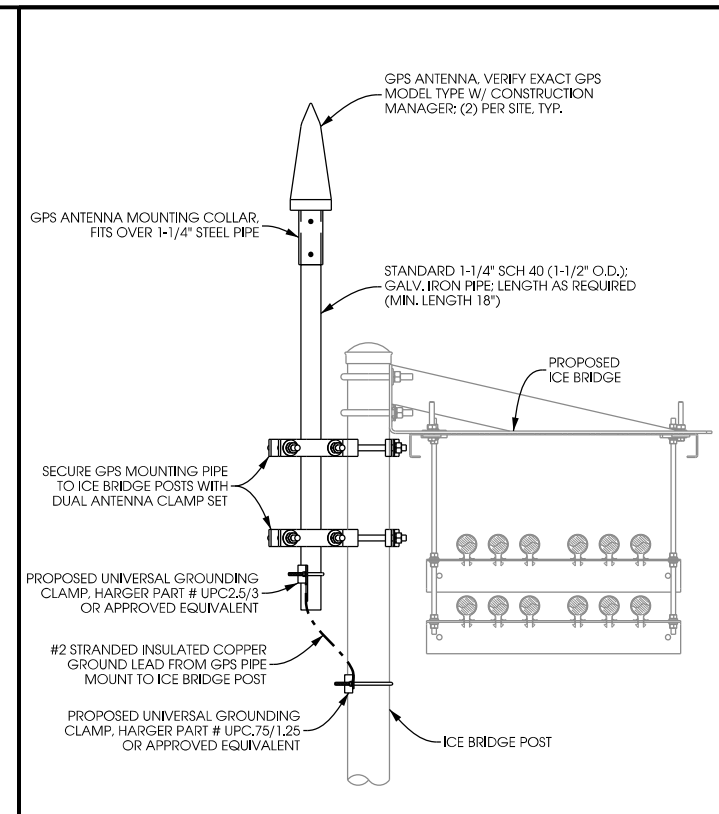 GPS ANTENNA, VERIFY EXACT GPS
MODEL TYPE W/ CONSTRUCTION
MANAGER; (2) PER SITE, TYP.
GPS ANTENNA MOUNTING COLLAR,
FITS OVER 1-1/4" STEEL PIPE
STANDARD 1-1/4" SCH 40 (1-1/2" O.D.);
GALV. IRON PIPE; LENGTH AS REQUIRED
(MIN. LENGTH 18")
PROPOSED
ICE BRIDGE
SECURE GPS MOUNTING PIPE
TO ICE BRIDGE POSTS WITH
DUAL ANTENNA CLAMP SET
PROPOSED UNIVERSAL GROUNDING
CLAMP, HARGER PART # UPC2.5/3
OR APPROVED EQUIVALENT
#2 STRANDED INSULATED COPPER
GROUND LEAD FROM GPS PIPE
MOUNT TO ICE BRIDGE POST
PROPOSED UNIVERSAL GROUNDING
CLAMP, HARGER PART # UPC.75/1.25
OR APPROVED EQUIVALENT
ICE BRIDGE POST